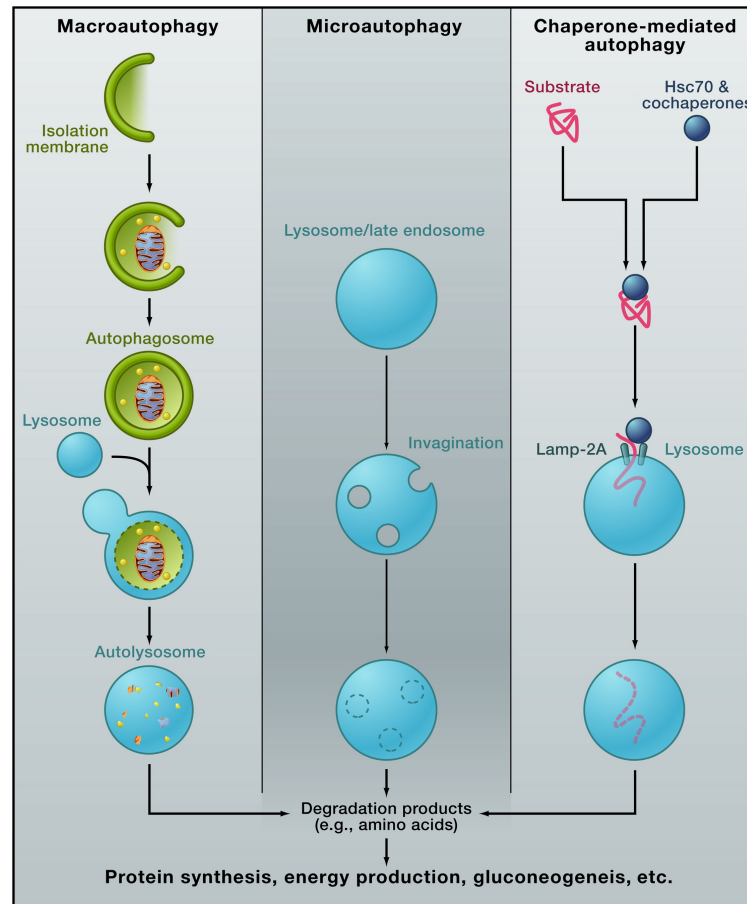 Macroautophagy
Isolation
membrane
Autophagosome
Lysosome
Autolysosome
Microautophagy
Lysosome/late endosome
Invagination
Chaperone-mediated
autophagy
Substrate
Hsc70 &
cochaperones
Lamp-2A
Lysosome
Degradation products
(e.g., amino acids)
Protein synthesis, energy production, gluconeogeneis, etc.